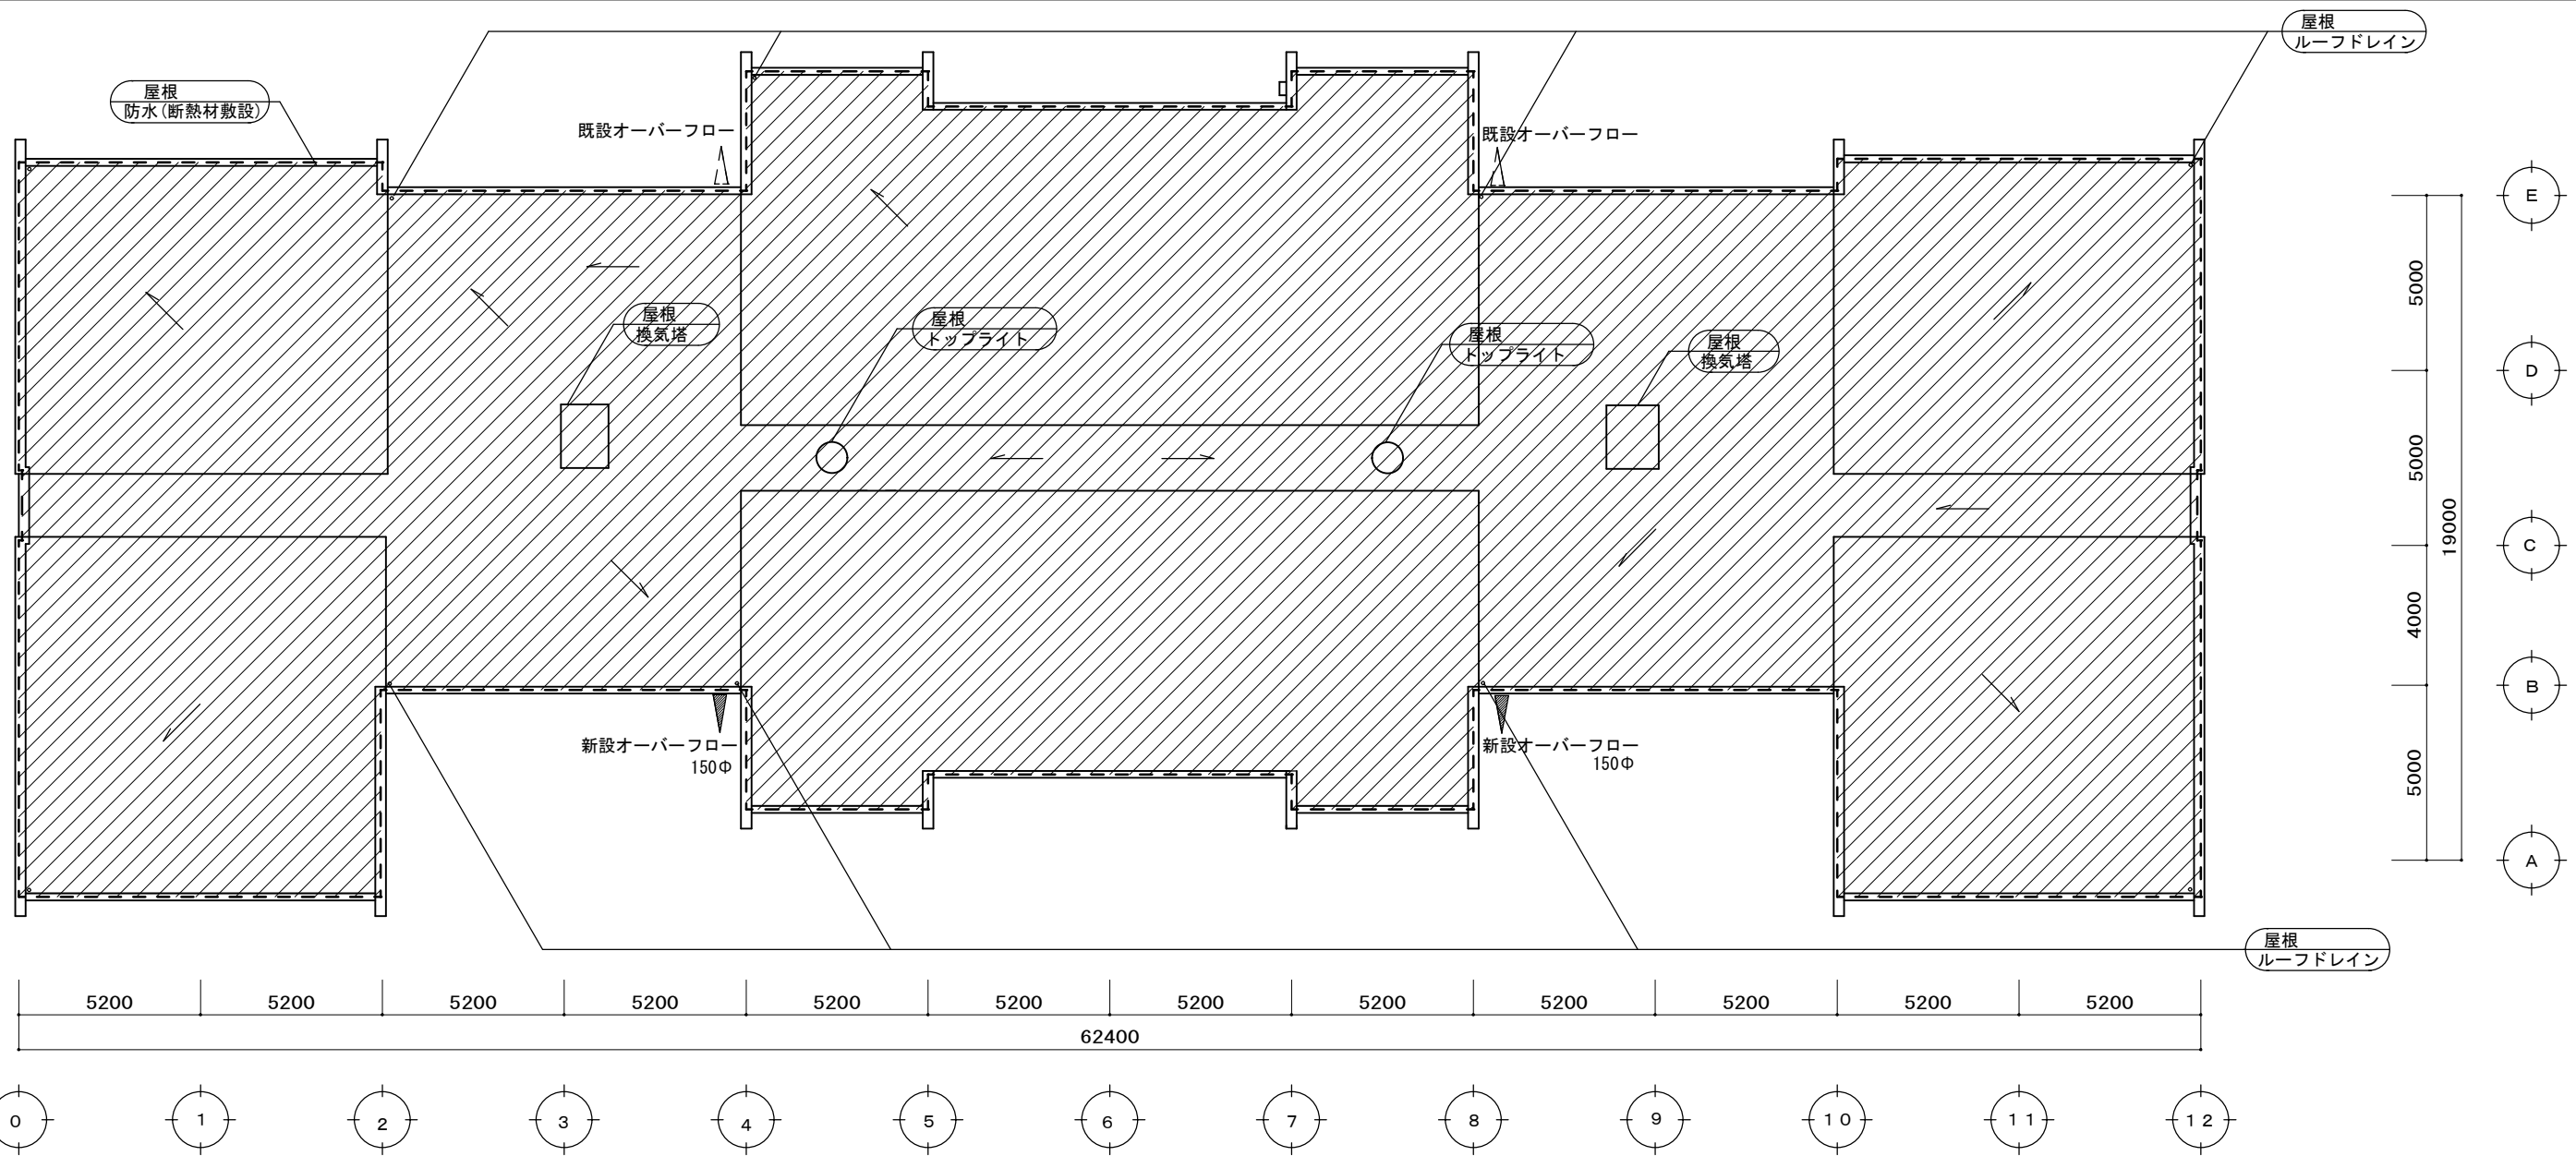 屋根
ルーフドレイン
屋根
防水(断熱材敷設)
既設オーバーフロー
既設オーバーフロー
屋根
換気塔
屋根
トップライト
屋根
トップライト
屋根
換気塔
E
D
C
B
A
5000
5000
4000
5000
19000
新設オーバーフロー
150Φ
新設オーバーフロー
150Φ
屋根
ルーフドレイン
5200 5200 5200 5200 5200 5200 5200 5200 5200 5200 5200 5200
62400
0 1 2 3 4 5 6 7 8 9 10 11 12